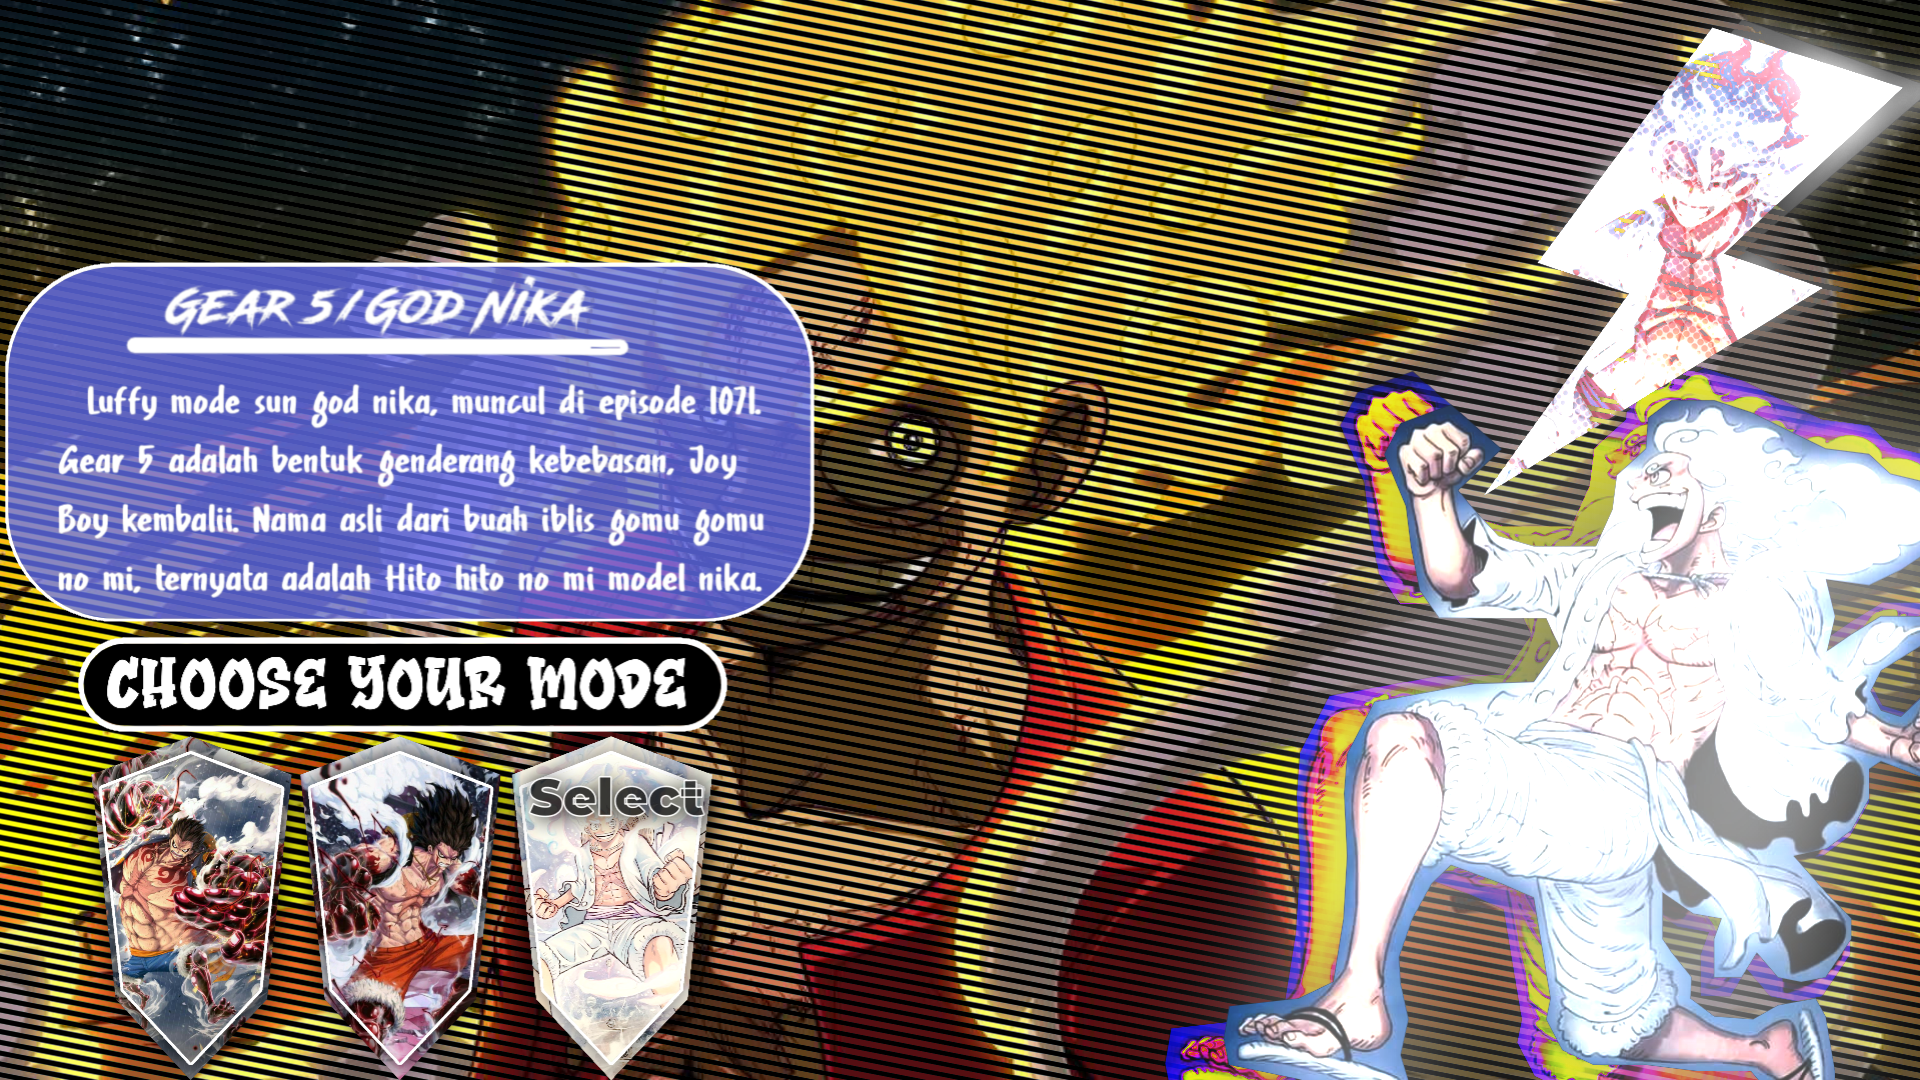 GEAR 5 / GOD NIKA
Luffy mode sun god nika, muncul di episode 1071.
Gear 5 adalah bentuk genderang kebebasan, Joy
Boy kembalii. Nama asli dari buah iblis gomu gomu
no mi, ternyata adalah Hito hito no mi model nika.
CHOOSE YOUR MODE
Select